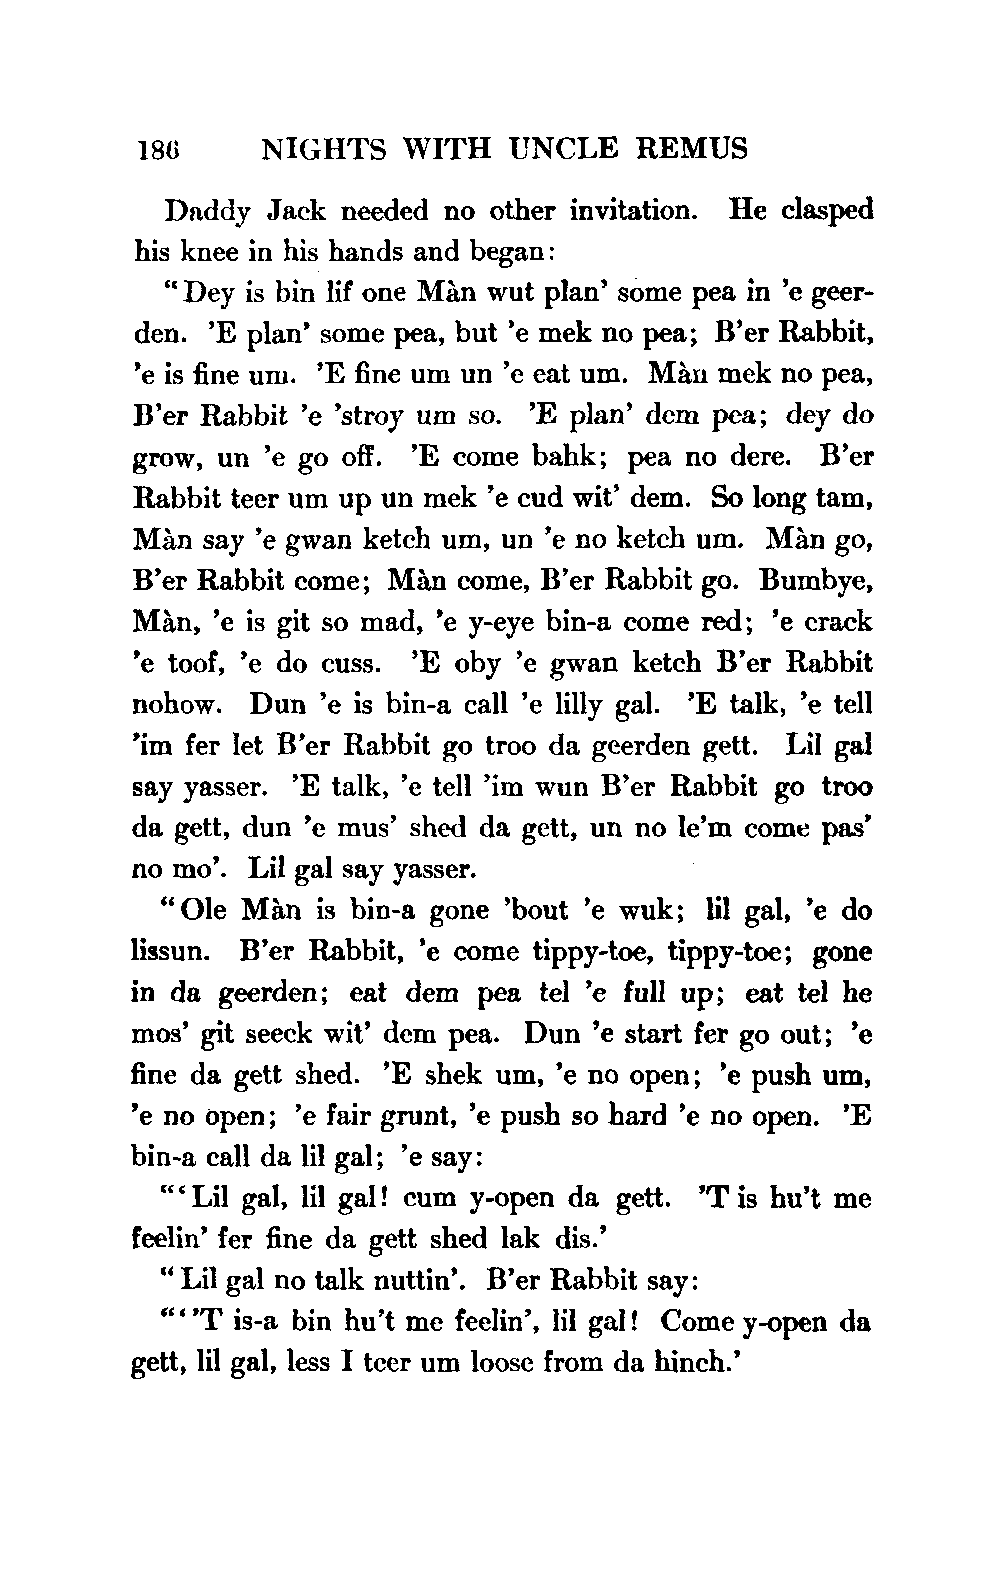 186 NIGHTS WITH UNCLE REMUS
Daddy Jack needed no other invitation. He clasped
his knee in his hands and began:
“Dey is bin lif one Màn wut plan’ some pea in ’e geer-
den. ’E plan’ some pea, but ’e mek no pea; B’er Rabbit,
’e is fine um. ’E fine um un ’e eat um. Màn mek no pea,
B’er Rabbit ’e ’stroy um so. ’E plan’ dem pea; dey do
grow, un ’e go off. ’E come bahk; pea no dere. B’er
Rabbit teer um up un mek ’e cud wit’ dem. So long tam,
Màn say ’e gwan ketch um, un ’e no ketch um. Màn go,
B’er Rabbit come; Màn come, B’er Rabbit go. Bumbye,
Màn, ’e is git so mad, ’e y-eye bin-a come red; ’e crack
’e toof, ’e do cuss. ’E oby ’e gwan ketch B’er Rabbit
nohow. Dun ’e is bin-a call ’e lilly gal. ’E talk, ’e tell
’im fer let B’er Rabbit go troo da geerden gett. Lil gal
say yasser. ’E talk, ’e tell ’im wun B’er Rabbit go troo
da gett, dun ’e mus’ shed da gett, un no le’m come pas’
no mo’. Lil gal say yasser.
“Ole Màn is bin-a gone ’bout ’e wuk; lil gal, ’e do
lissun. B’er Rabbit, ’e come tippy-toe, tippy-toe; gone
in da geerden; eat dem pea tel ’e full up; eat tel he
mos’ git seeck wit’ dem pea. Dun ’e start fer go out; ’e
fine da gett shed. ’E shek um, ’e no open; ’e push um,
’e no open; ’e fair grunt, ’e push so hard ’e no open. ’E
bin-a call da lil gal; ’e say:
“‘Lil gal, lil gal! cum y-open da gett. ’T is hu’t me
feelin’ fer fine da gett shed lak dis.’
“Lil gal no talk nuttin’. B’er Rabbit say:
“‘’T is-a bin hu’t me feelin’, lil gal! Come y-open da
gett, lil gal, less I teer um loose from da hinch.’